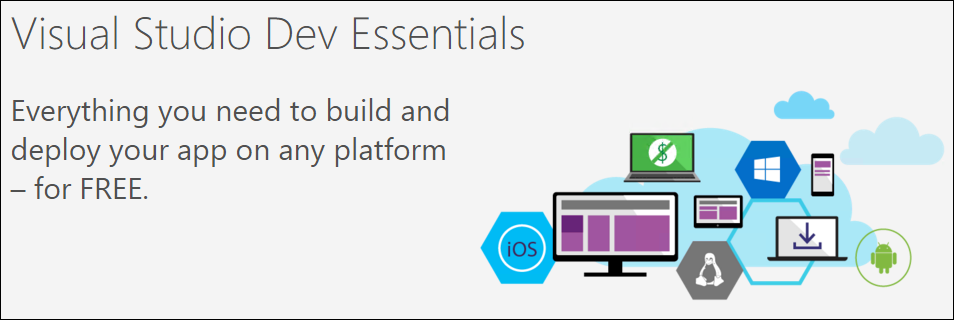 Visual Studio Dev Essentials
Everything you need to build and
deploy your app on any platform
– for FREE.
iOS